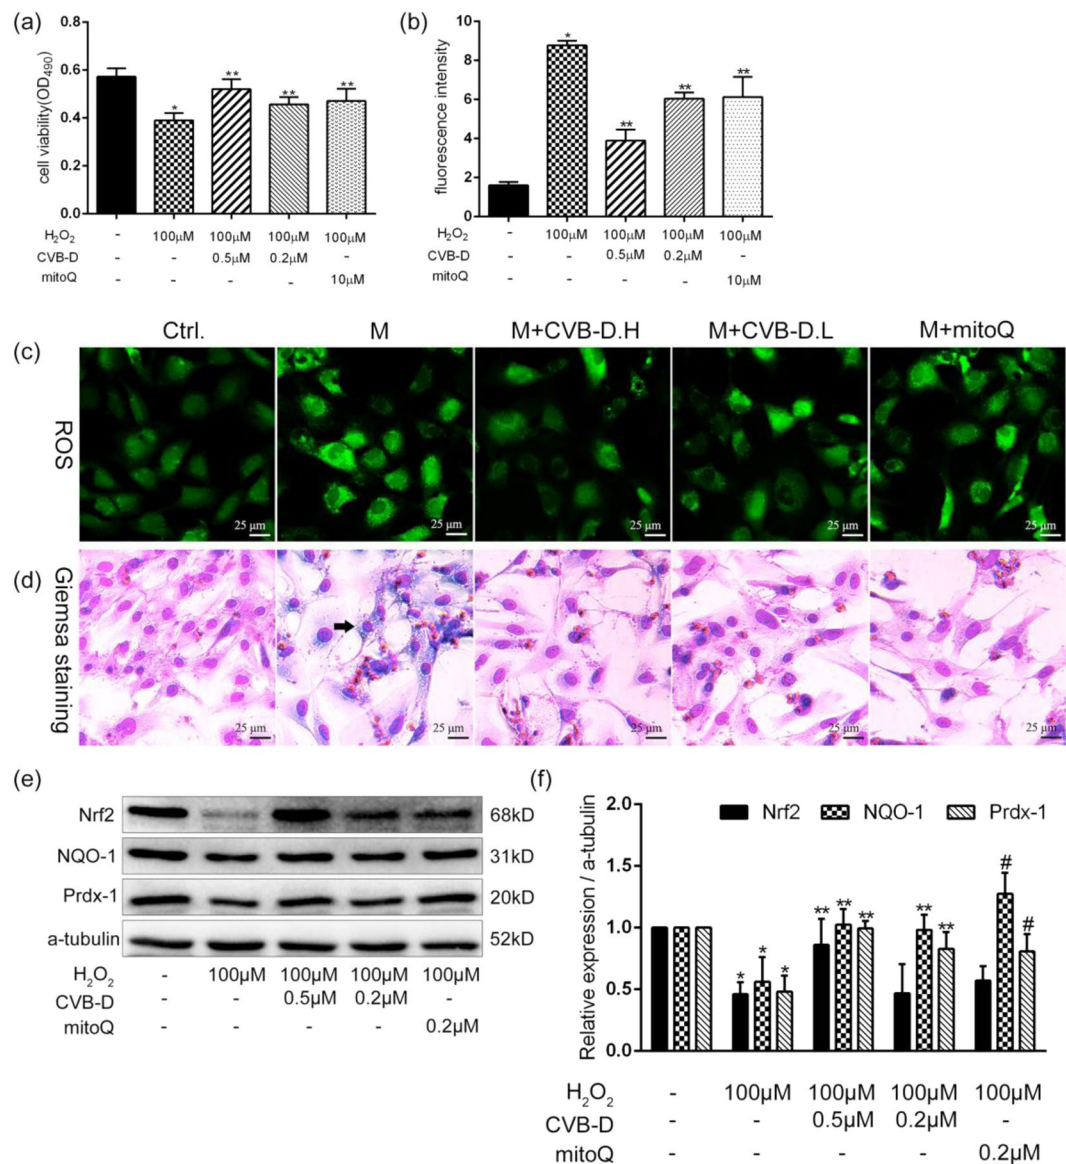 (a)
cell viability(OD490)
0.8
0.6
0.4
0.2
0.0
*
**
**
**
H2O2 - 100μM 100μM 100μM 100μM
CVB-D - - 0.5μM 0.2μM -
mitoQ - - - - 10μM
(b)
fluorescence intensity
10
8
6
4
2
0
*
**
**
**
H2O2 - 100μM 100μM 100μM 100μM
CVB-D - - 0.5μM 0.2μM -
mitoQ - - - - 10μM
Ctrl. M M+CVB-D.H M+CVB-D.L M+mitoQ
(c)
ROS
25 μm 25 μm 25 μm 25 μm 25 μm
(d)
Giemsa staining
25 μm 25 μm 25 μm 25 μm 25 μm
(e)
Nrf2 68kD
NQO-1 31kD
Prdx-1 20kD
a-tubulin 52kD
H2O2 - 100μM 100μM 100μM 100μM
CVB-D - - 0.5μM 0.2μM -
mitoQ - - - - 0.2μM
(f)
Relative expression / a-tubulin
2.0
1.5
1.0
0.5
0.0
Nrf2 NQO-1 Prdx-1
* * *
** ** **
** **
# #
H2O2 - 100μM 100μM 100μM 100μM
CVB-D - - 0.5μM 0.2μM -
mitoQ - - - - 0.2μM